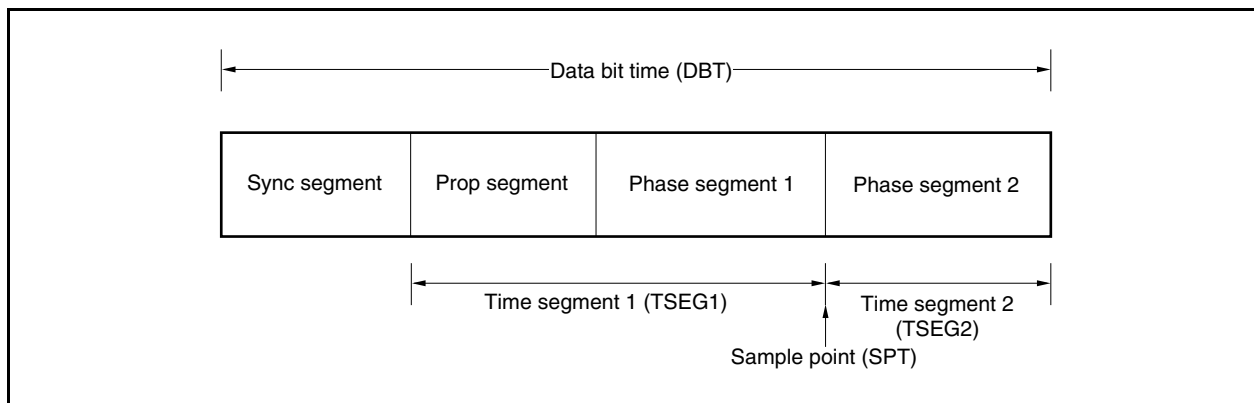 Data bit time (DBT)
Sync segment
Prop segment
Phase segment 1
Phase segment 2
Time segment 1 (TSEG1)
Time segment 2
(TSEG2)
Sample point (SPT)